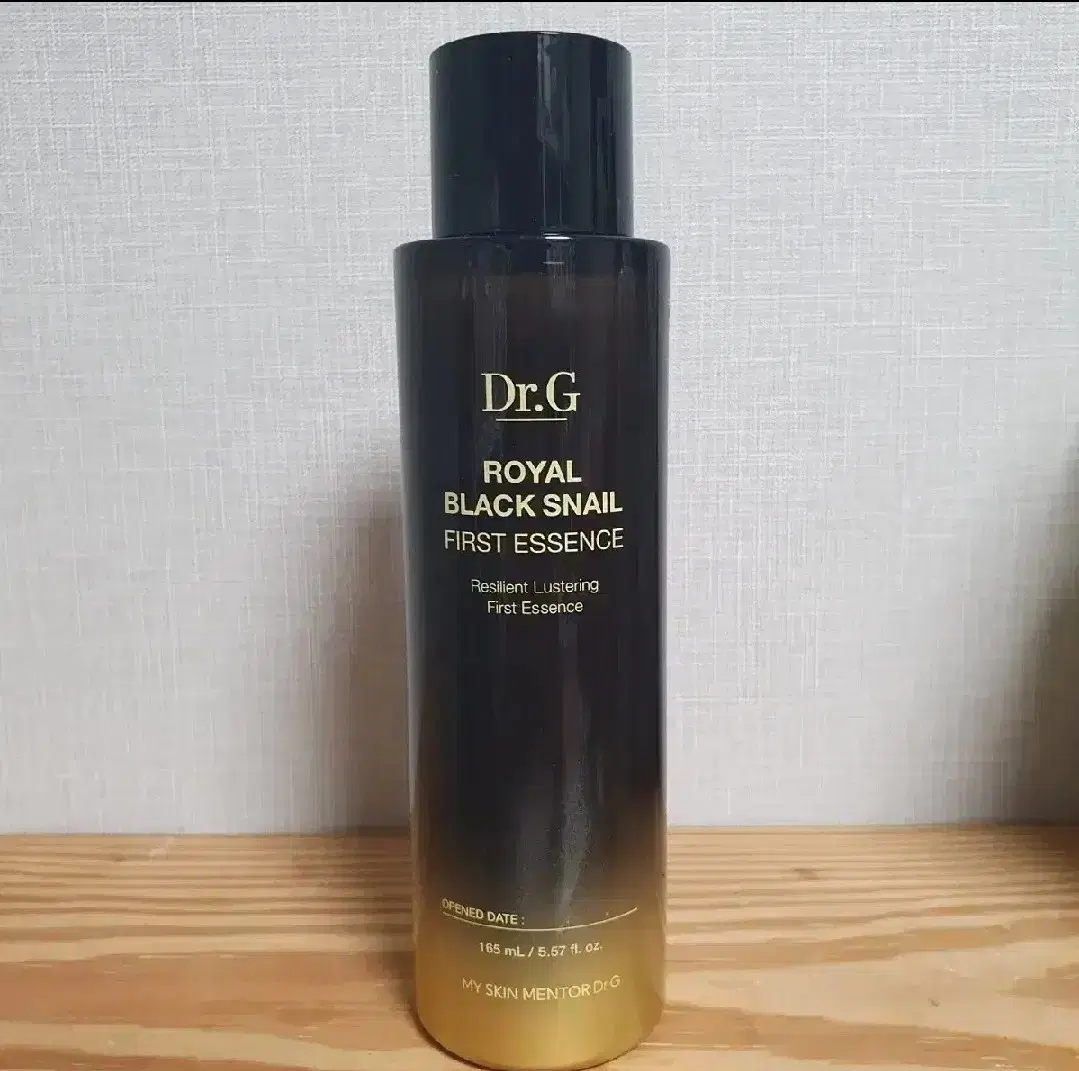 Dr.G
ROYAL
BLACK SNAIL
FIRST ESSENCE
Resilient Lustering
First Essence
OPENED DATE : . .
165 mL / 5.57 fl. oz.
MY SKIN MENTOR Dr.G